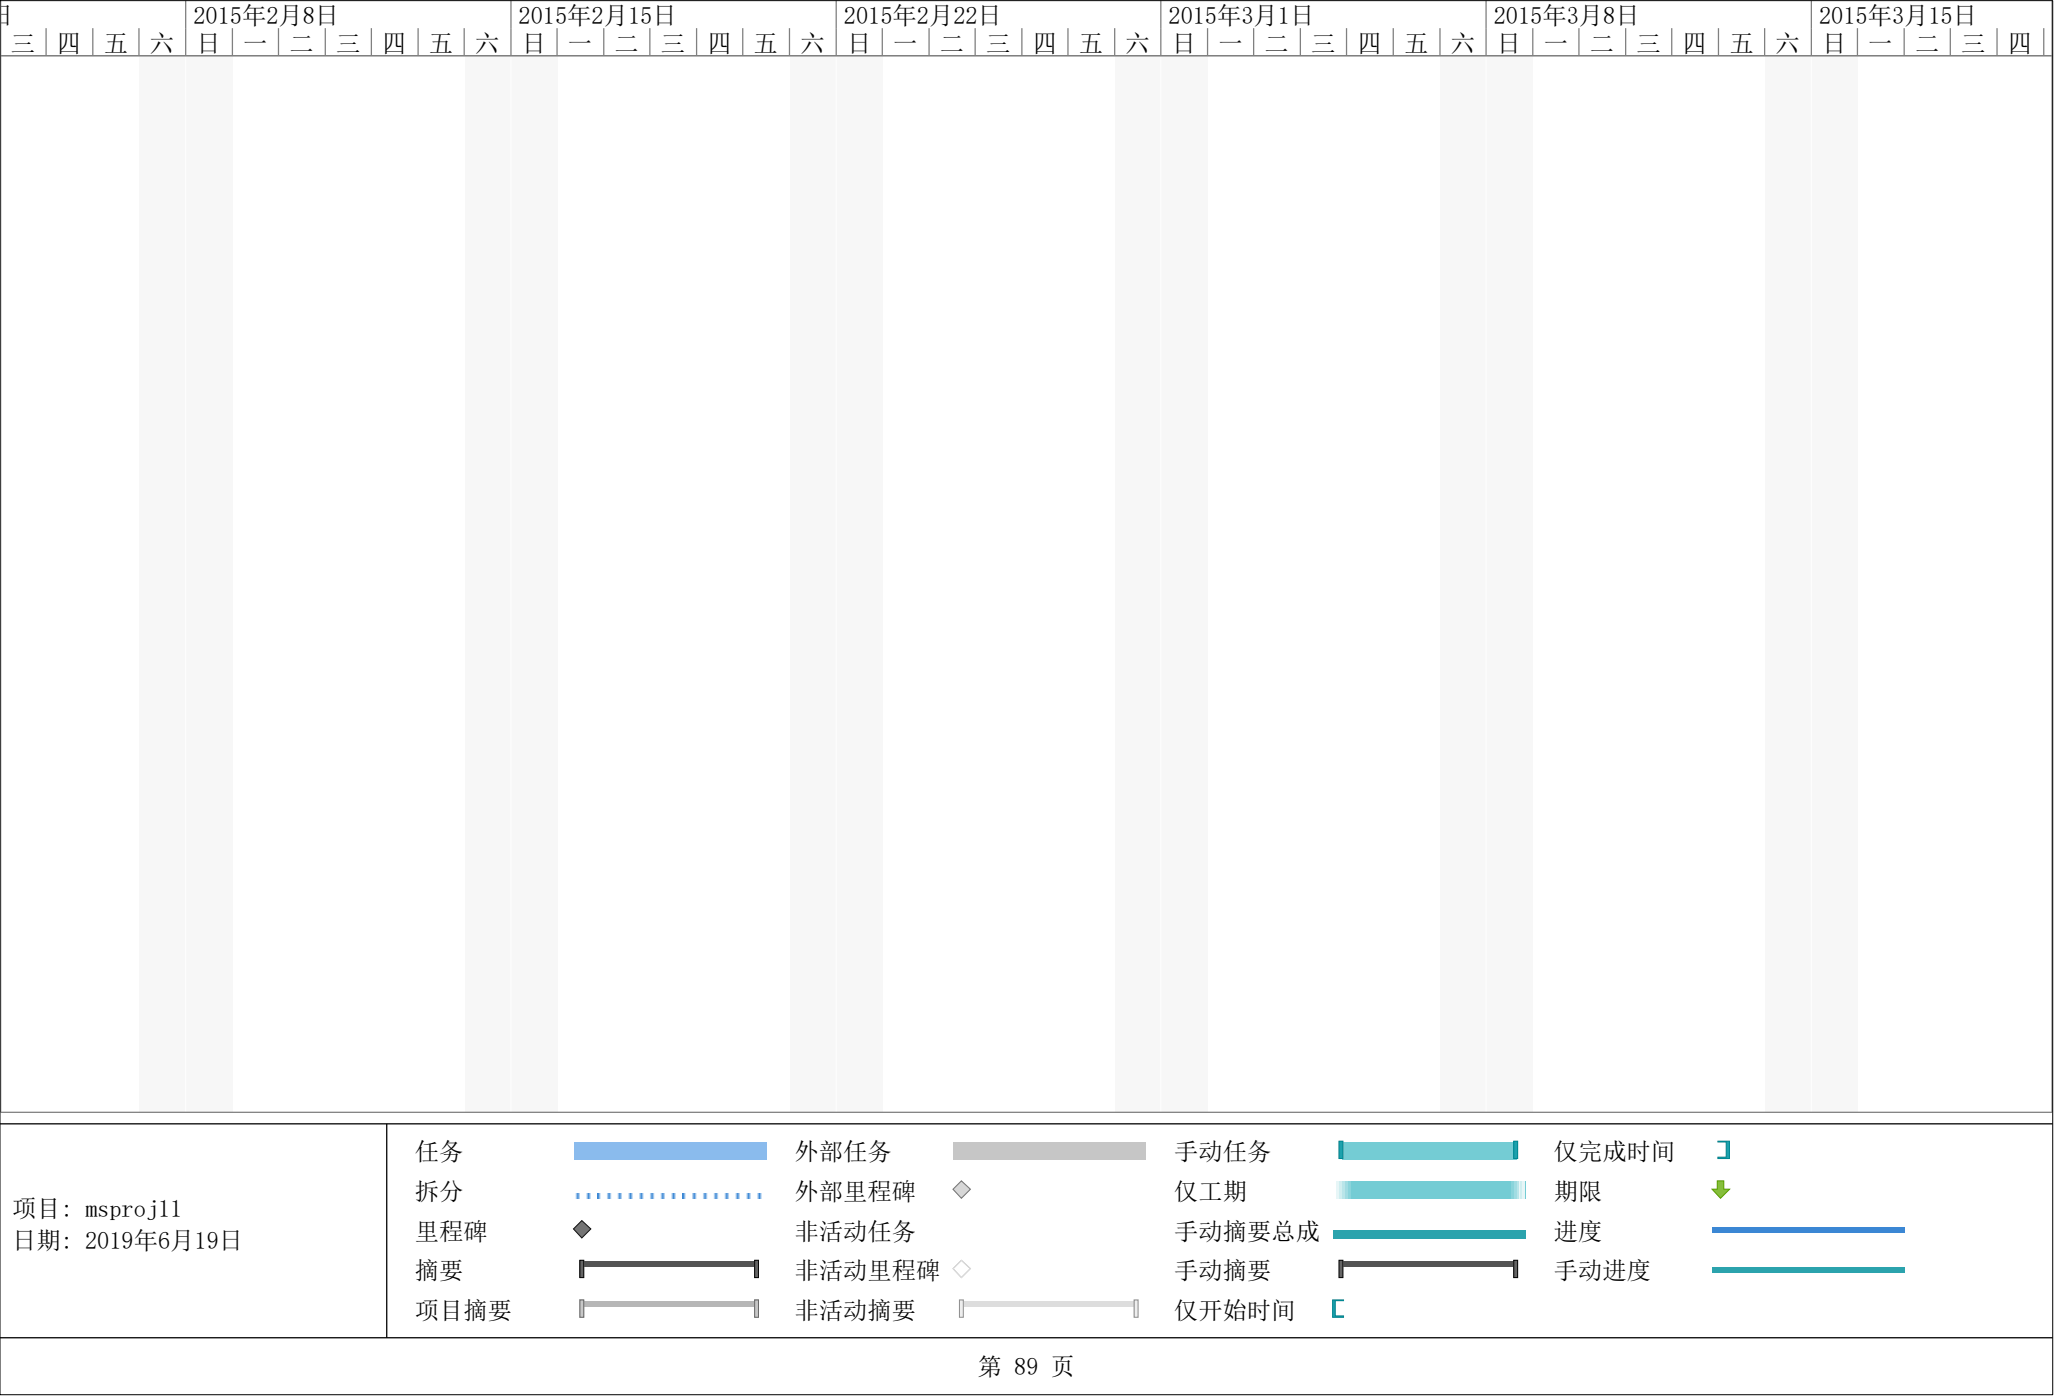 日 2015年2月8日 2015年2月15日 2015年2月22日 2015年3月1日 2015年3月8日 2015年3月15日
三 四 五 六 日 一 二 三 四 五 六 日 一 二 三 四 五 六 日 一 二 三 四 五 六 日 一 二 三 四 五 六 日 一 二 三 四 五 六 日 一 二 三 四
项目: msproj11
日期: 2019年6月19日
任务
拆分
里程碑
摘要
项目摘要
外部任务
外部里程碑
非活动任务
非活动里程碑
非活动摘要
手动任务
仅工期
手动摘要总成
手动摘要
仅开始时间
仅完成时间
期限
进度
手动进度
第 89 页